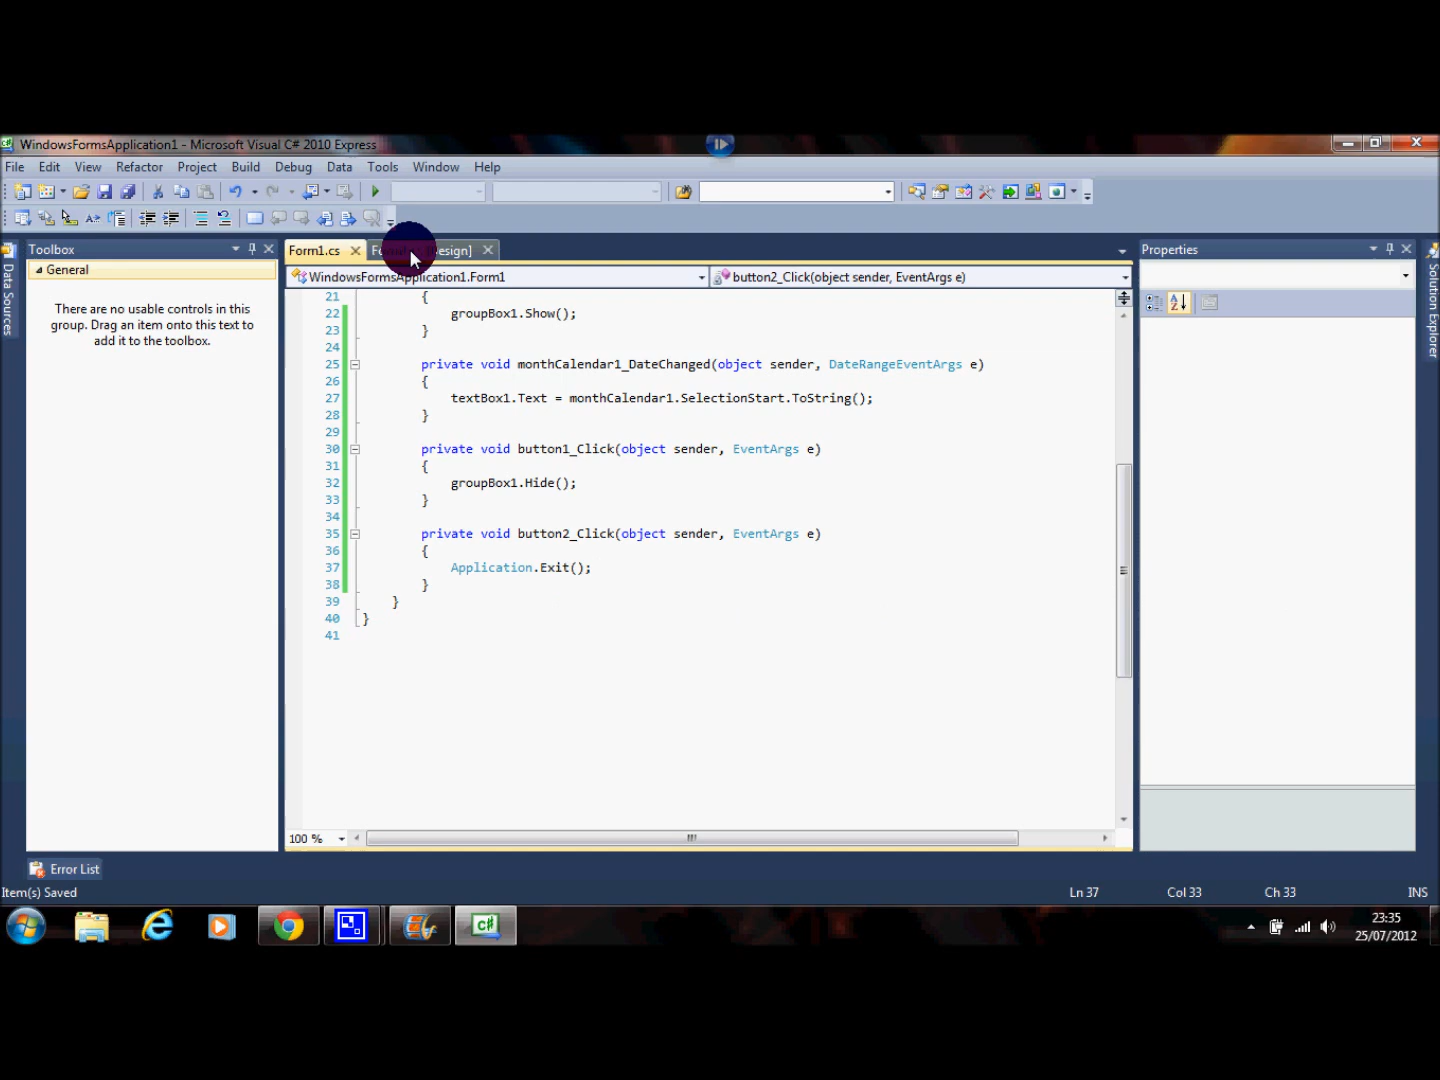 WindowsFormsApplication1 - Microsoft Visual C# 2010 Express
File Edit View Refactor Project Build Debug Data Tools Window Help
Toolbox
Form1.cs
esign]
Properties
General
WindowsFormsApplication1.Form1
button2_Click(object sender, EventArgs e)
There are no usable controls in this
group. Drag an item onto this text to
add it to the toolbox.
Data Sources
Solution Explorer
21 {
22 groupBox1.Show();
23 }
24
25 private void monthCalendar1_DateChanged(object sender, DateRangeEventArgs e)
26 {
27 textBox1.Text = monthCalendar1.SelectionStart.ToString();
28 }
29
30 private void button1_Click(object sender, EventArgs e)
31 {
32 groupBox1.Hide();
33 }
34
35 private void button2_Click(object sender, EventArgs e)
36 {
37 Application.Exit();
38 }
39 }
40 }
41
100 %
Error List
Item(s) Saved
Ln 37 Col 33 Ch 33 INS
23:35
25/07/2012